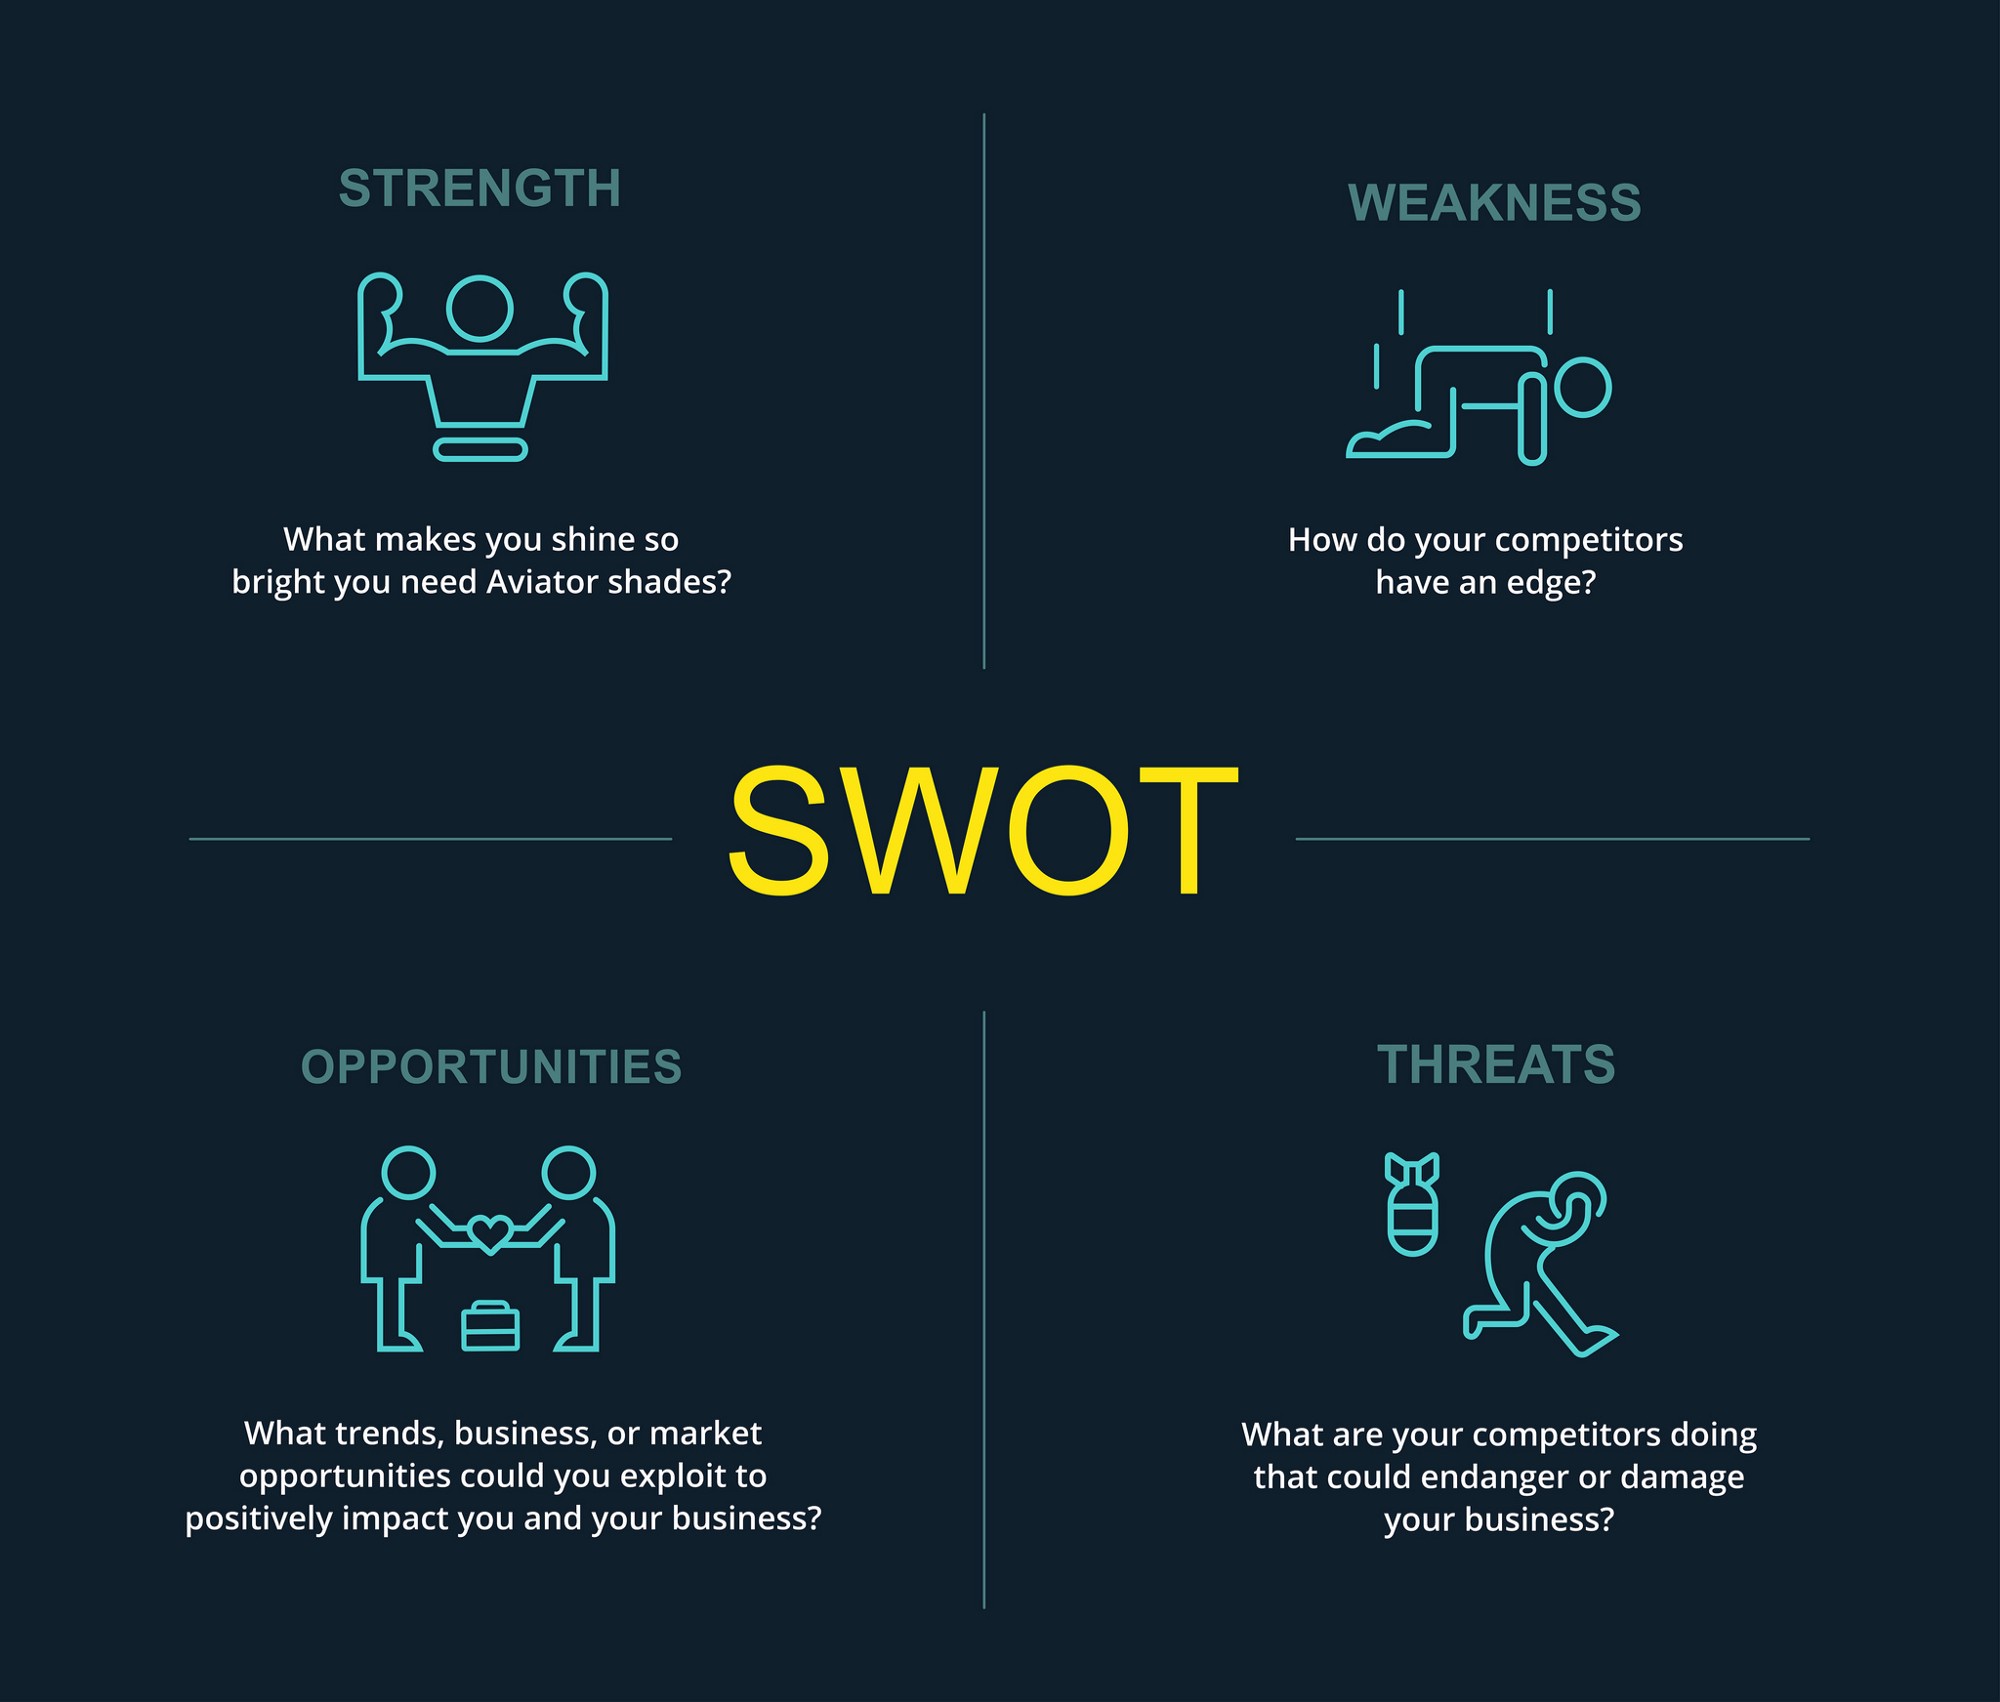 STRENGTH
What makes you shine so
bright you need Aviator shades?
WEAKNESS
How do your competitors
have an edge?
SWOT
OPPORTUNITIES
What trends, business, or market
opportunities could you exploit to
positively impact you and your business?
THREATS
What are your competitors doing
that could endanger or damage
your business?